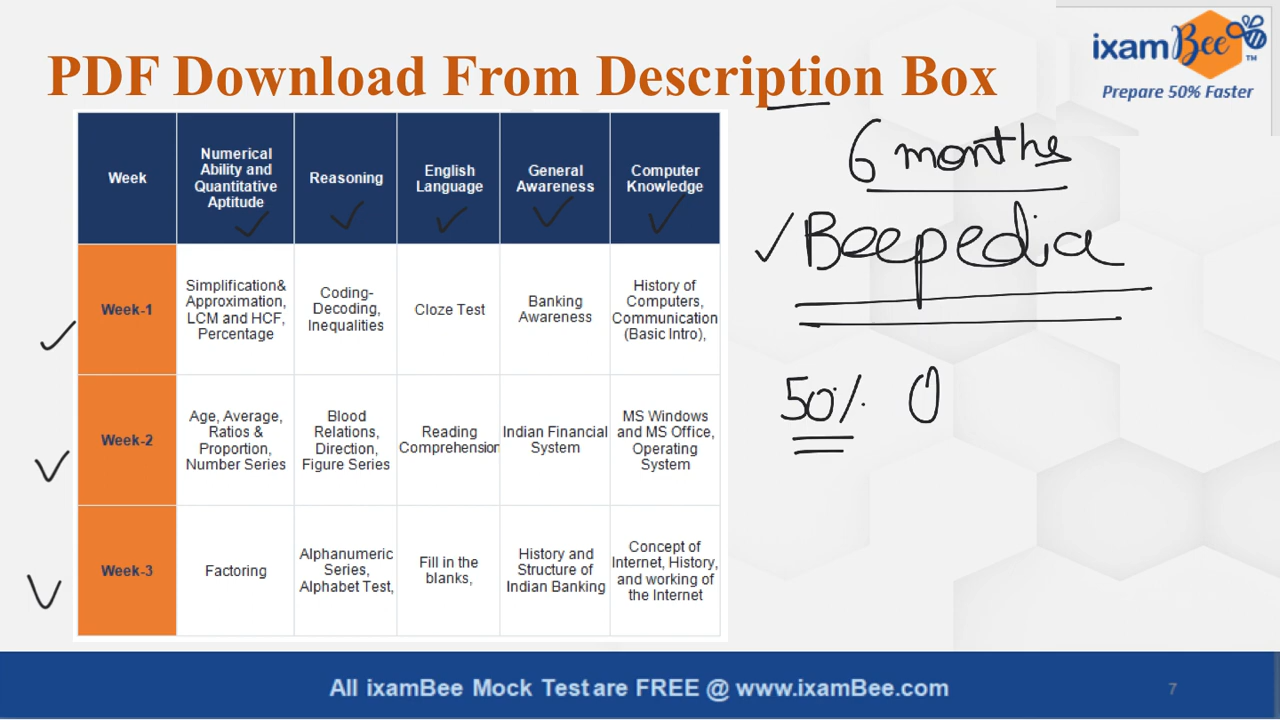 ixamBee
TM
Prepare 50% Faster
PDF Download From Description Box
6 months
Beepedia
50% 0
Week
Numerical
Ability and
Quantitative
Aptitude
Reasoning
English
Language
General
Awareness
Computer
Knowledge
Week-1
Simplification&
Approximation,
LCM and HCF,
Percentage
Coding-
Decoding,
Inequalities
Cloze Test
Banking
Awareness
History of
Computers,
Communication
(Basic Intro),
Week-2
Age, Average,
Ratios &
Proportion,
Number Series
Blood
Relations,
Direction,
Figure Series
Reading
Comprehension
Indian Financial
System
MS Windows
and MS Office,
Operating
System
Week-3
Factoring
Alphanumeric
Series,
Alphabet Test,
Fill in the
blanks,
History and
Structure of
Indian Banking
Concept of
Internet, History,
and working of
the Internet
All ixamBee Mock Test are FREE @ www.ixamBee.com
7